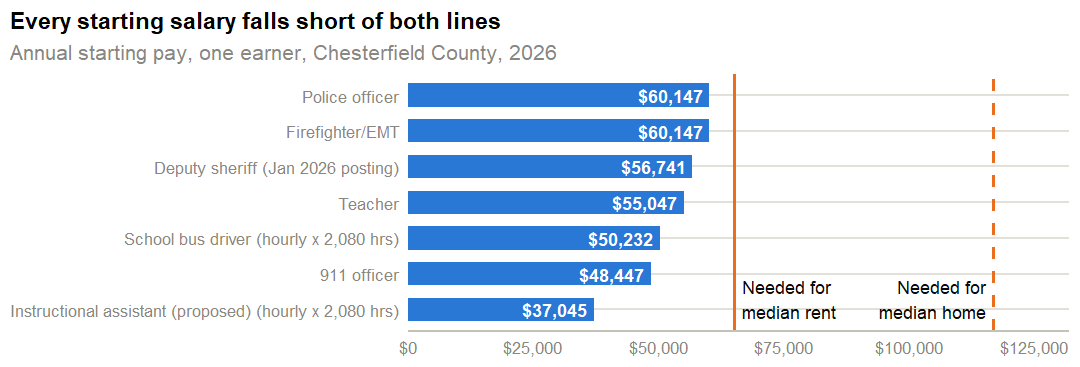 Every starting salary falls short of both lines
Annual starting pay, one earner, Chesterfield County, 2026
Police officer $60,147
Firefighter/EMT $60,147
Deputy sheriff (Jan 2026 posting) $56,741
Teacher $55,047
School bus driver (hourly x 2,080 hrs) $50,232
911 officer $48,447
Instructional assistant (proposed) (hourly x 2,080 hrs) $37,045
Needed for
median rent
Needed for
median home
$0 $25,000 $50,000 $75,000 $100,000 $125,000